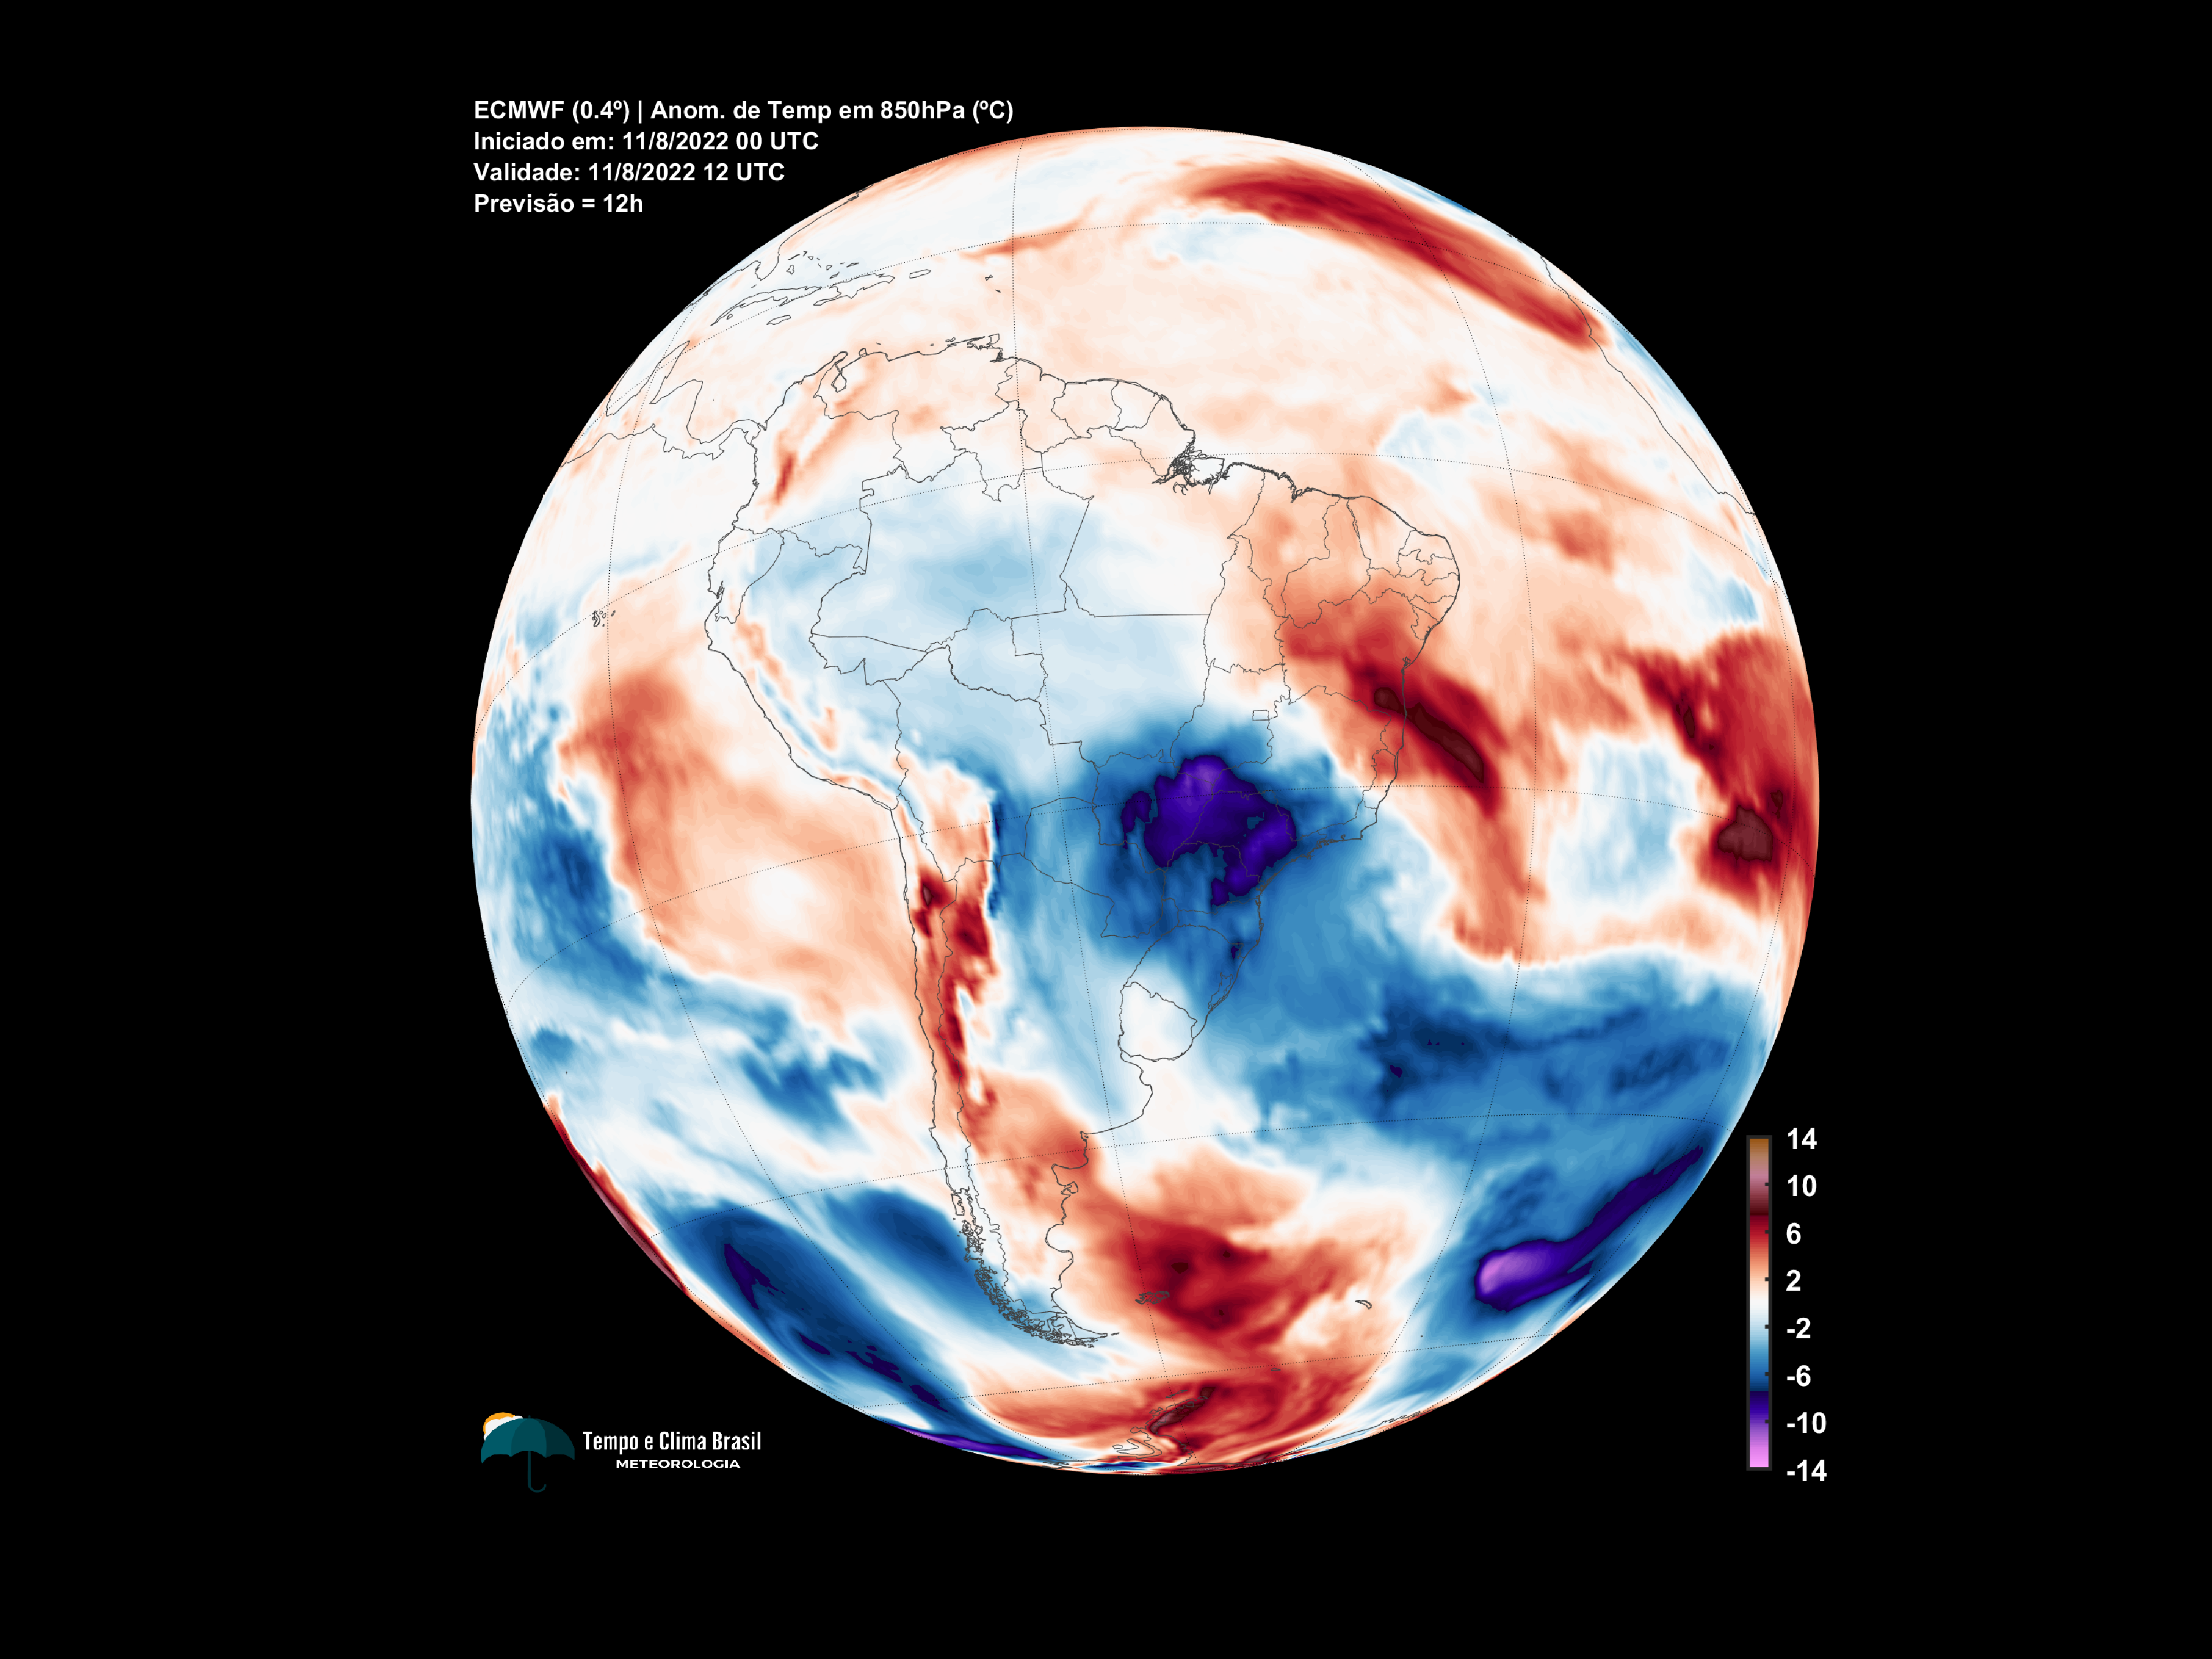 ECMWF (0.4º) | Anom. de Temp em 850hPa (ºC)
Iniciado em: 11/8/2022 00 UTC
Validade: 11/8/2022 12 UTC
Previsão = 12h
14
10
6
2
-2
-6
-10
-14
Tempo e Clima Brasil
METEOROLOGIA